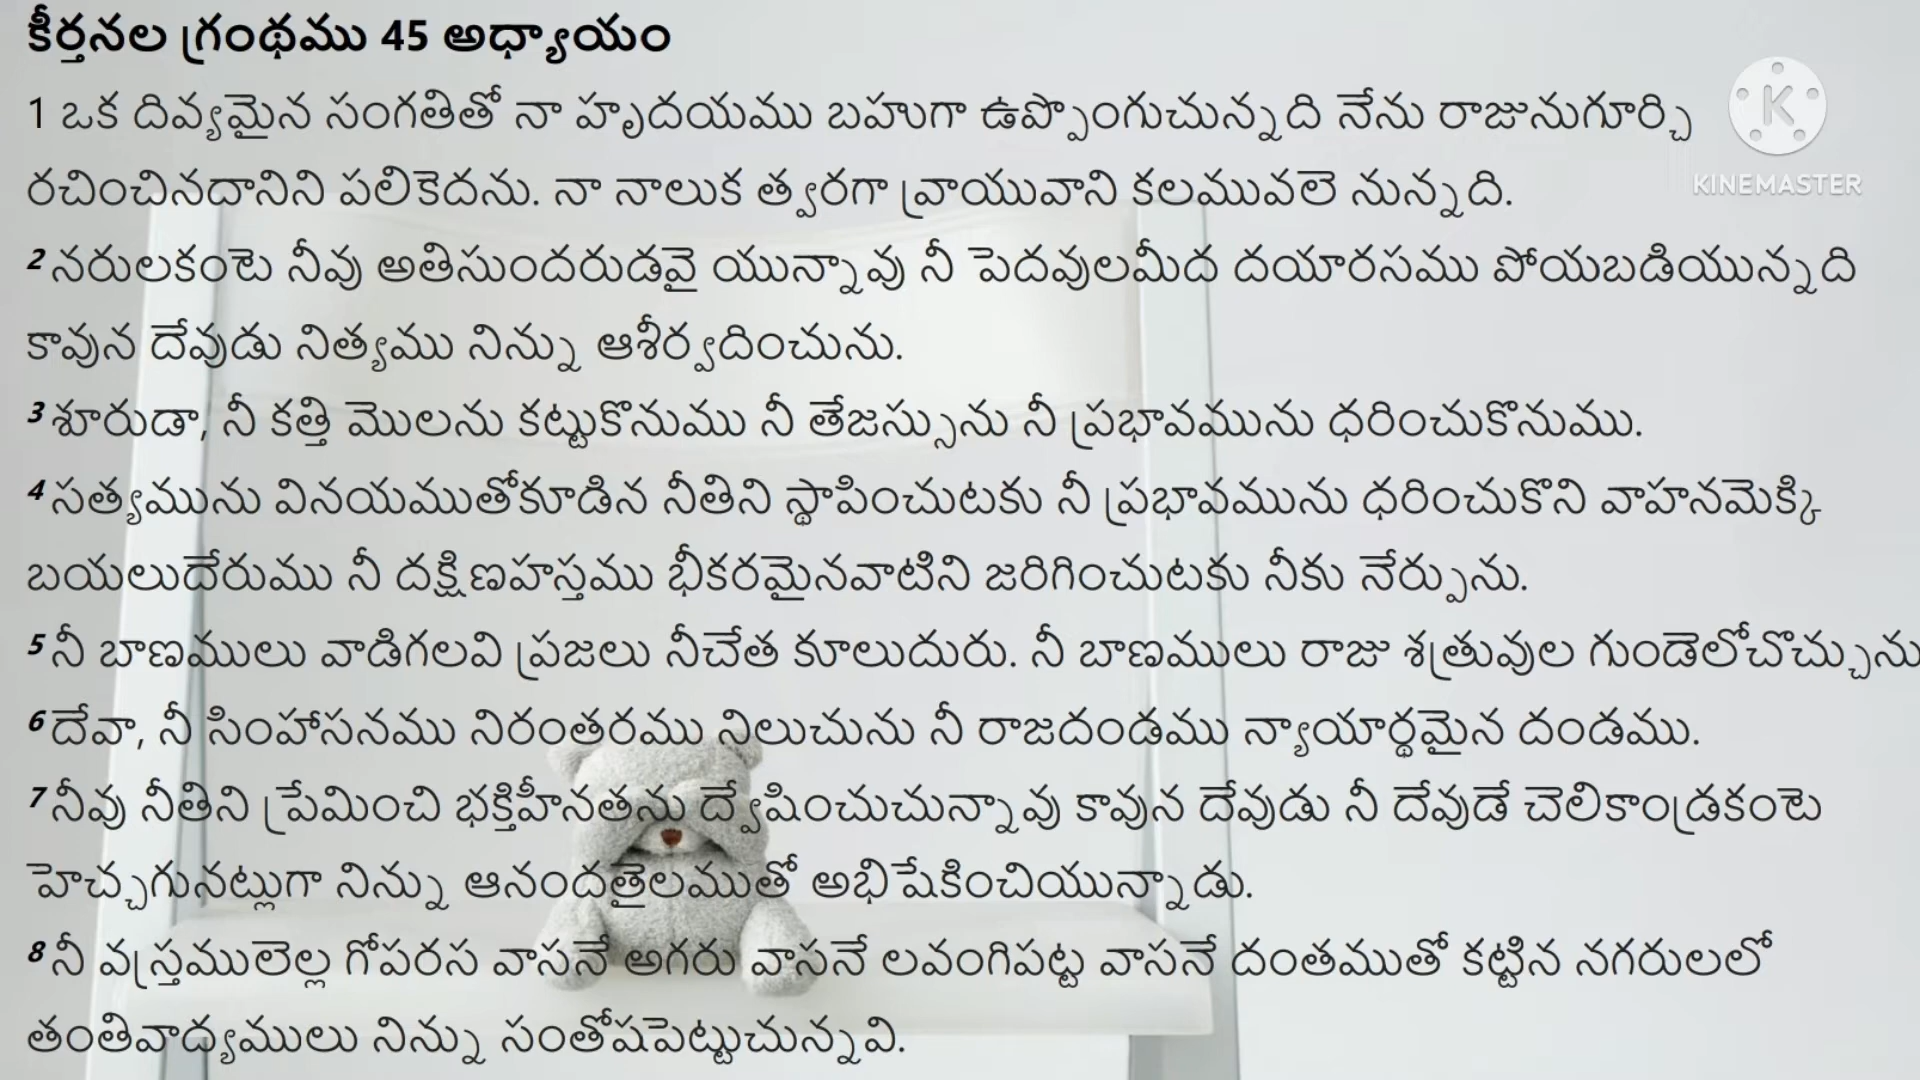 కీర్తనల గ్రంథము 45 అధ్యాయం
1 ఒక దివ్యమైన సంగతితో నా హృదయము బహుగా ఉప్పొంగుచున్నది నేను రాజునుగూర్చి
రచించినదానిని పలికెదను. నా నాలుక త్వరగా వ్రాయువాని కలమువలె నున్నది.
2 నరులకంటె నీవు అతిసుందరుడవై యున్నావు నీ పెదవులమీద దయారసము పోయబడియున్నది
కావున దేవుడు నిత్యము నిన్ను ఆశీర్వదించును.
3 శూరుడా, నీ కత్తి మొలను కట్టుకొనుము నీ తేజస్సును నీ ప్రభావమును ధరించుకొనుము.
4 సత్యమును వినయముతోకూడిన నీతిని స్థాపించుటకు నీ ప్రభావమును ధరించుకొని వాహనమెక్కి
బయలుదేరుము నీ దక్షిణహస్తము భీకరమైనవాటిని జరిగించుటకు నీకు నేర్పును.
5 నీ బాణములు వాడిగలవి ప్రజలు నీచేత కూలుదురు. నీ బాణములు రాజు శత్రువుల గుండెలోచొచ్చును
6 దేవా, నీ సింహాసనము నిరంతరము నిలుచును నీ రాజదండము న్యాయార్థమైన దండము.
7 నీవు నీతిని ప్రేమించి భక్తిహీనతను ద్వేషించుచున్నావు కావున దేవుడు నీ దేవుడే చెలికాండ్రకంటె
హెచ్చగునట్లుగా నిన్ను ఆనందతైలముతో అభిషేకించియున్నాడు.
8 నీ వస్త్రములెల్ల గోపరస వాసనే అగరు వాసనే లవంగిపట్ట వాసనే దంతముతో కట్టిన నగరులలో
తంతివాద్యములు నిన్ను సంతోషపెట్టుచున్నవి.
K
KINEMASTER